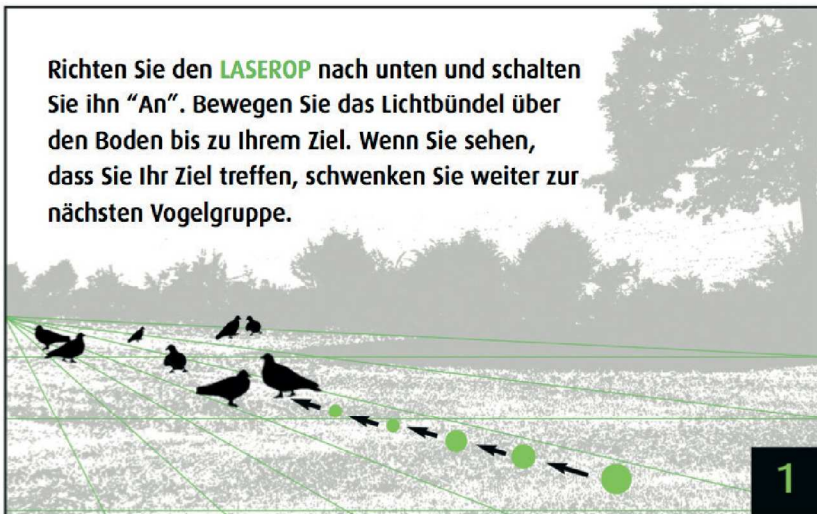 Richten Sie den LASEROP nach unten und schalten
Sie ihn “An”. Bewegen Sie das Lichtbündel über
den Boden bis zu Ihrem Ziel. Wenn Sie sehen,
dass Sie Ihr Ziel treffen, schwenken Sie weiter zur
nächsten Vogelgruppe.
1